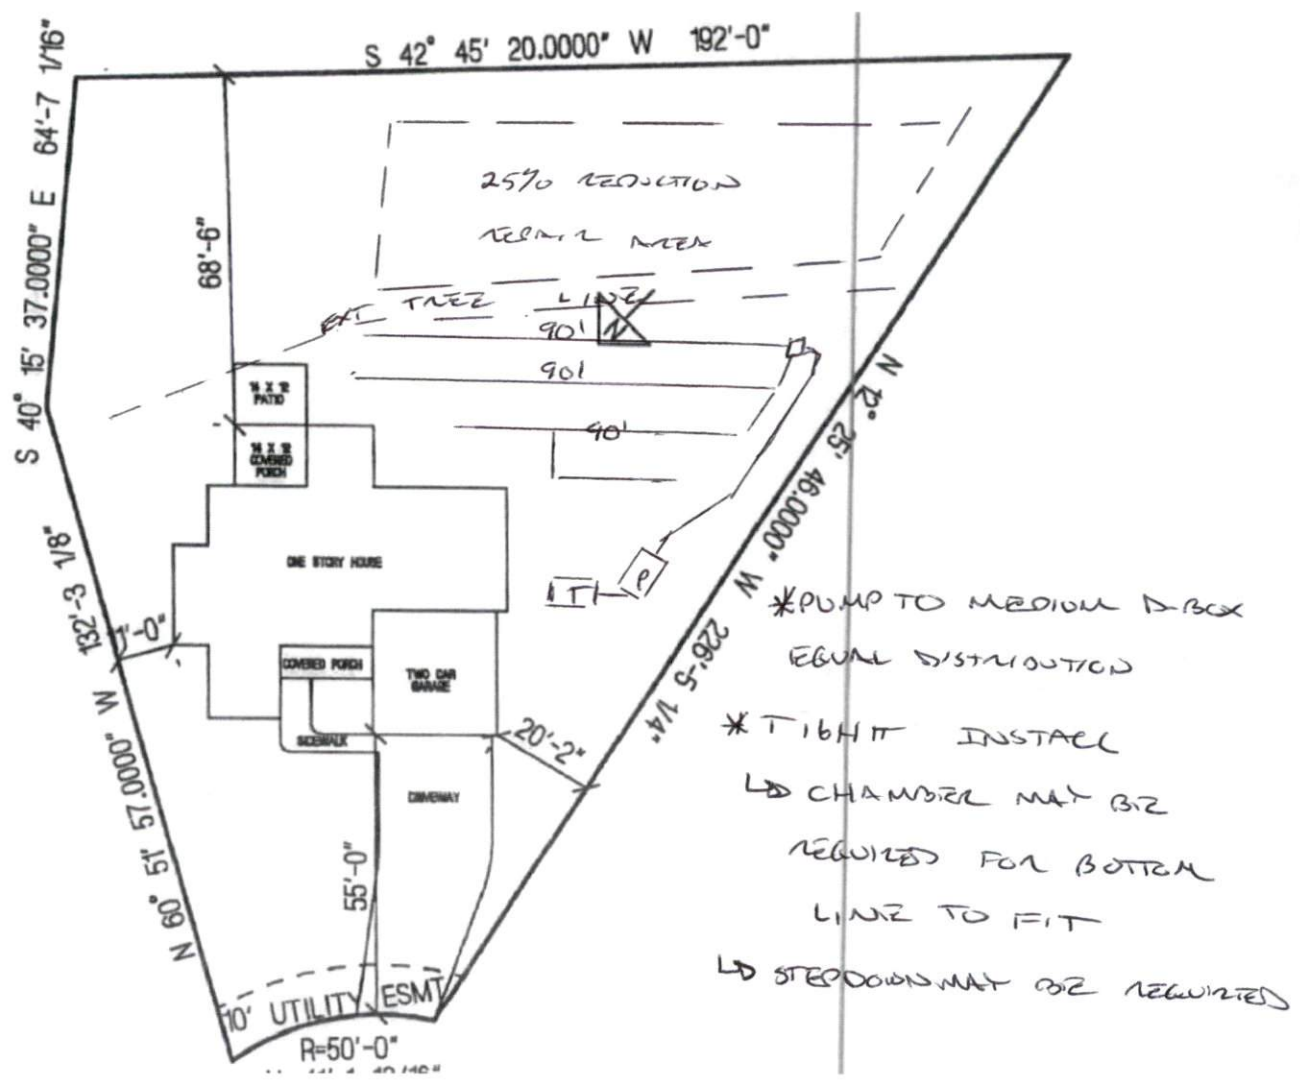 S 42° 45' 20.0000" W 192'-0"
S 40° 15' 37.0000" E 64'-7 1/16"
25% REDUCTION
REPAIR AREA
68'-6"
EXT TREE LINE
N
90'
90'
90'
14 X 12
PATIO
14 X 12
COVERED
PORCH
N 12° 25' 46.0000" W 226'-5 1/4"
ONE STORY HOUSE
T
P
*PUMP TO MEDIUM D-BOX
EQUAL DISTRIBUTION
*TIGHT INSTALL
CHAMBER MAY BE
REQUIRED FOR BOTTOM
LINE TO FIT
STEPDOWN MAY BE REQUIRED
N 60° 51' 57.0000" W 132'-3 1/8"
COVERED PORCH
TWO CAR
GARAGE
SIDEWALK
20'-2"
DRIVEWAY
55'-0"
10' UTILITY ESMT
R=50'-0"